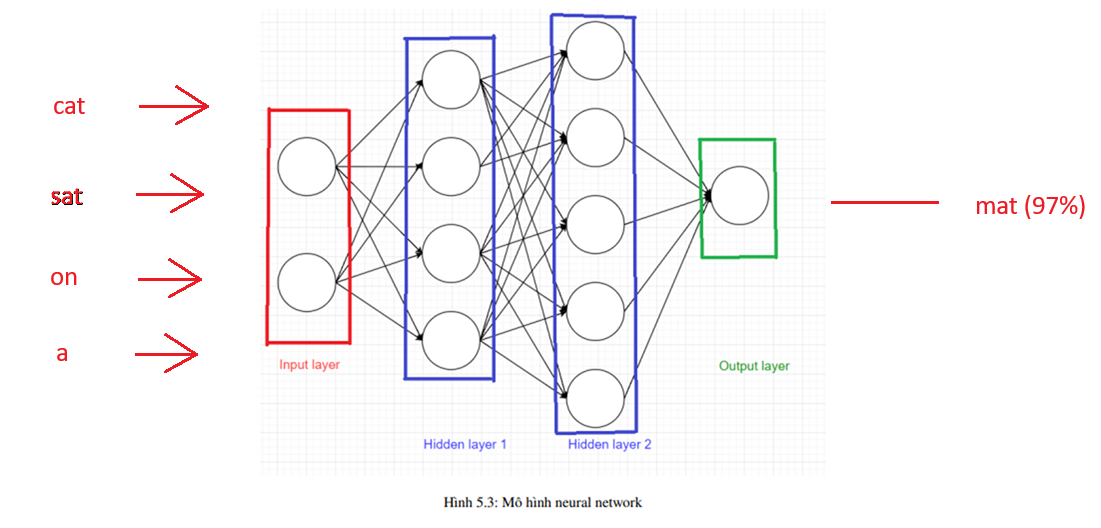 cat
sat
on
a
mat (97%)
Input layer
Output layer
Hidden layer 1
Hidden layer 2
Hình 5.3: Mô hình neural network